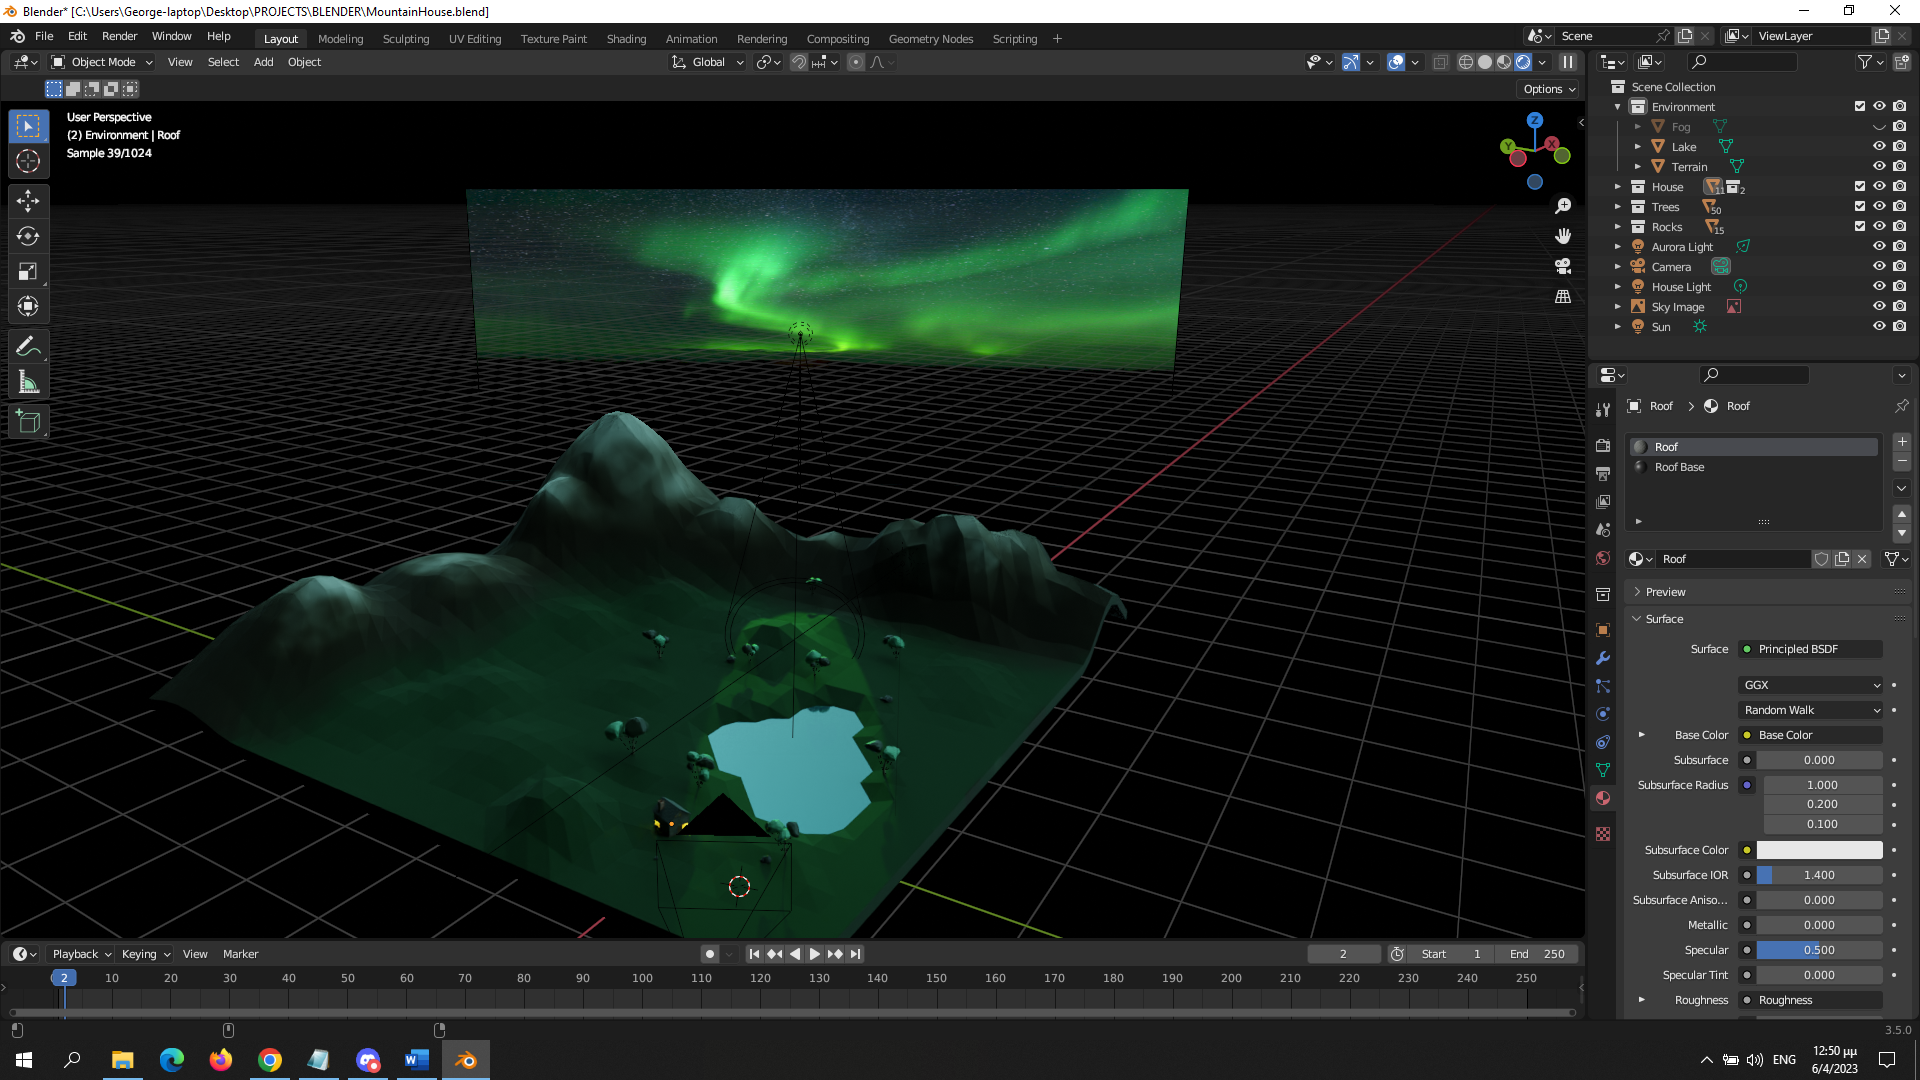 Blender* [C:\Users\George-laptop\Desktop\PROJECTS\BLENDER\MountainHouse.blend]
File Edit Render Window Help Layout Modeling Sculpting UV Editing Texture Paint Shading Animation Rendering Compositing Geometry Nodes Scripting + Scene ViewLayer
Object Mode View Select Add Object Global
Options
User Perspective
(2) Environment | Roof
Sample 39/1024
Z
Y
X
Scene Collection
Environment
Fog
Lake
Terrain
House 11 2
Trees 50
Rocks 15
Aurora Light
Camera
House Light
Sky Image
Sun
Roof > Roof
Roof
Roof Base
Roof
Preview
Surface
Surface Principled BSDF
GGX
Random Walk
Base Color Base Color
Subsurface 0.000
Subsurface Radius 1.000
0.200
0.100
Subsurface Color
Subsurface IOR 1.400
Subsurface Aniso... 0.000
Metallic 0.000
Specular 0.500
Specular Tint 0.000
Roughness Roughness
Playback Keying View Marker 2 Start 1 End 250
2 10 20 30 40 50 60 70 80 90 100 110 120 130 140 150 160 170 180 190 200 210 220 230 240 250
3.5.0
ENG
12:50 μμ
6/4/2023